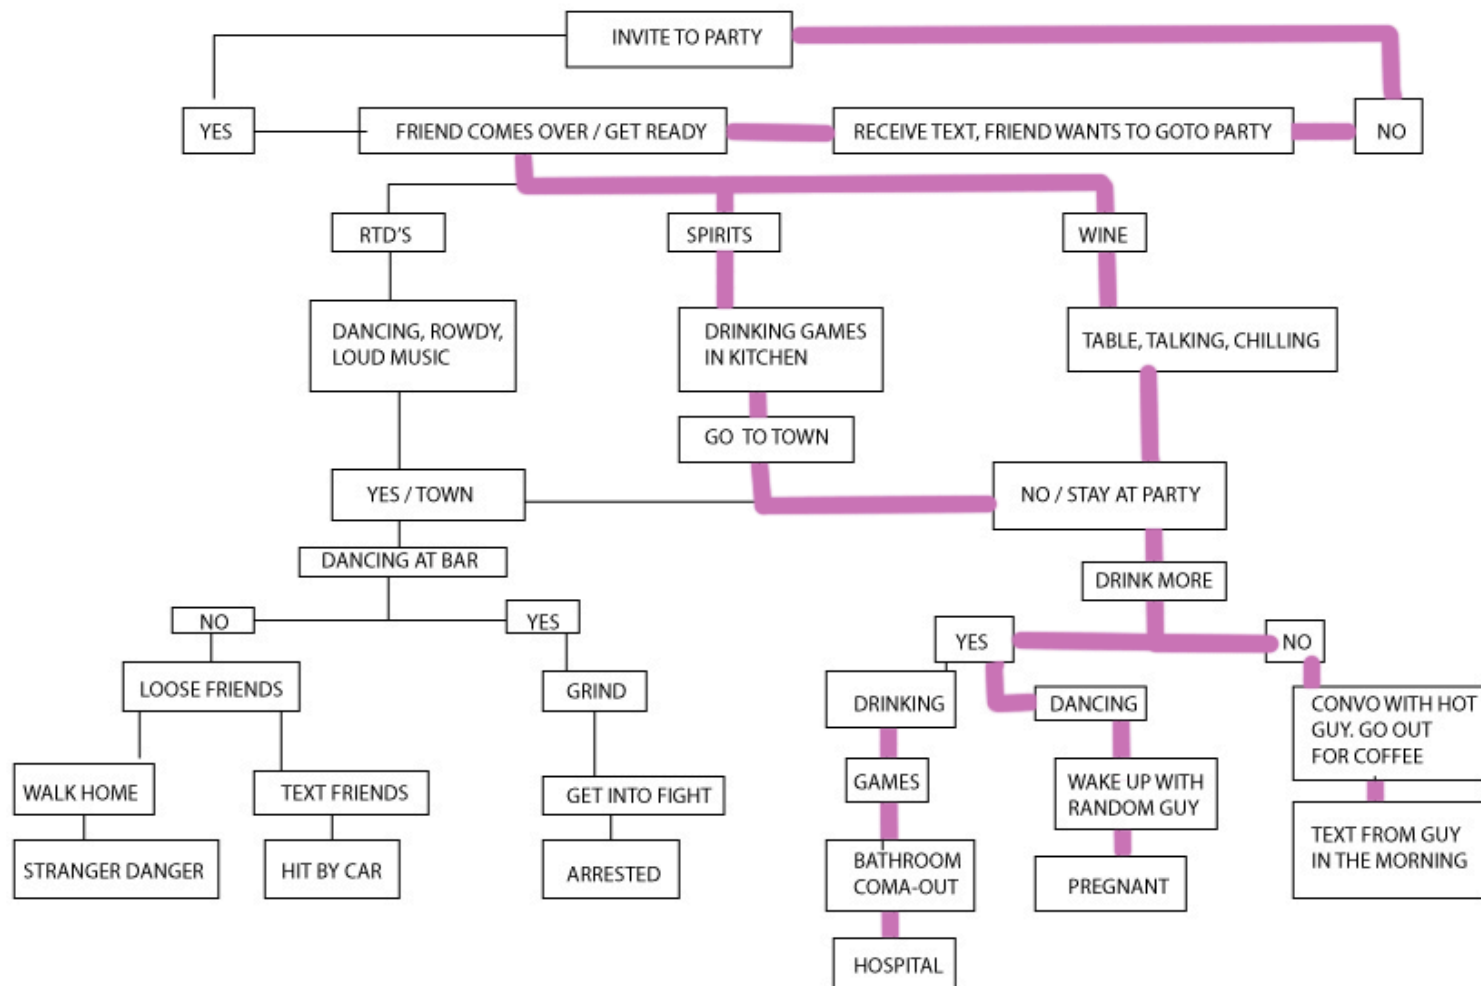 INVITE TO PARTY
YES
FRIEND COMES OVER / GET READY
RECEIVE TEXT, FRIEND WANTS TO GOTO PARTY
NO
RTD'S
SPIRITS
WINE
DANCING, ROWDY,
LOUD MUSIC
DRINKING GAMES
IN KITCHEN
TABLE, TALKING, CHILLING
GO TO TOWN
YES / TOWN
NO / STAY AT PARTY
DANCING AT BAR
DRINK MORE
NO
YES
YES
NO
LOOSE FRIENDS
GRIND
DRINKING
DANCING
CONVO WITH HOT
GUY. GO OUT
FOR COFFEE
WALK HOME
TEXT FRIENDS
GET INTO FIGHT
GAMES
WAKE UP WITH
RANDOM GUY
TEXT FROM GUY
IN THE MORNING
STRANGER DANGER
HIT BY CAR
ARRESTED
BATHROOM
COMA-OUT
PREGNANT
HOSPITAL